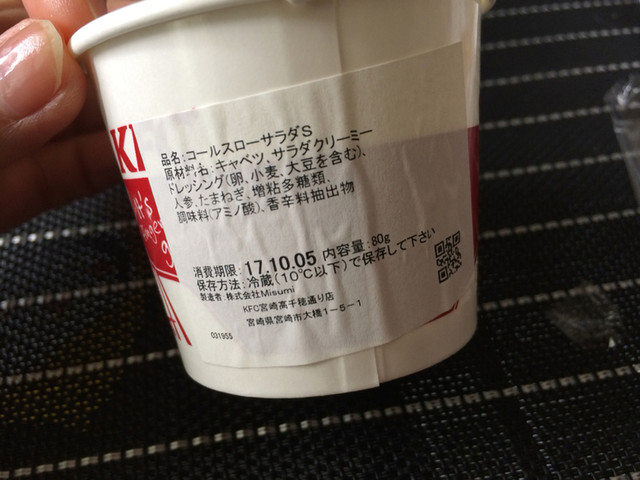 KI
品名:コールスローサラダS
原材料名:キャベツ、サラダクリーミー
ドレッシング(卵、小麦、大豆を含む)、
人参、たまねぎ、増粘多糖類、
調味料(アミノ酸)、香辛料抽出物
消費期限:17.10.05 内容量:80g
保存方法:冷蔵(10℃以下)で保存して下さい
製造者:株式会社Misumi
KFC宮崎高千穂通り店
宮崎県宮崎市大橋1-5-1
031955